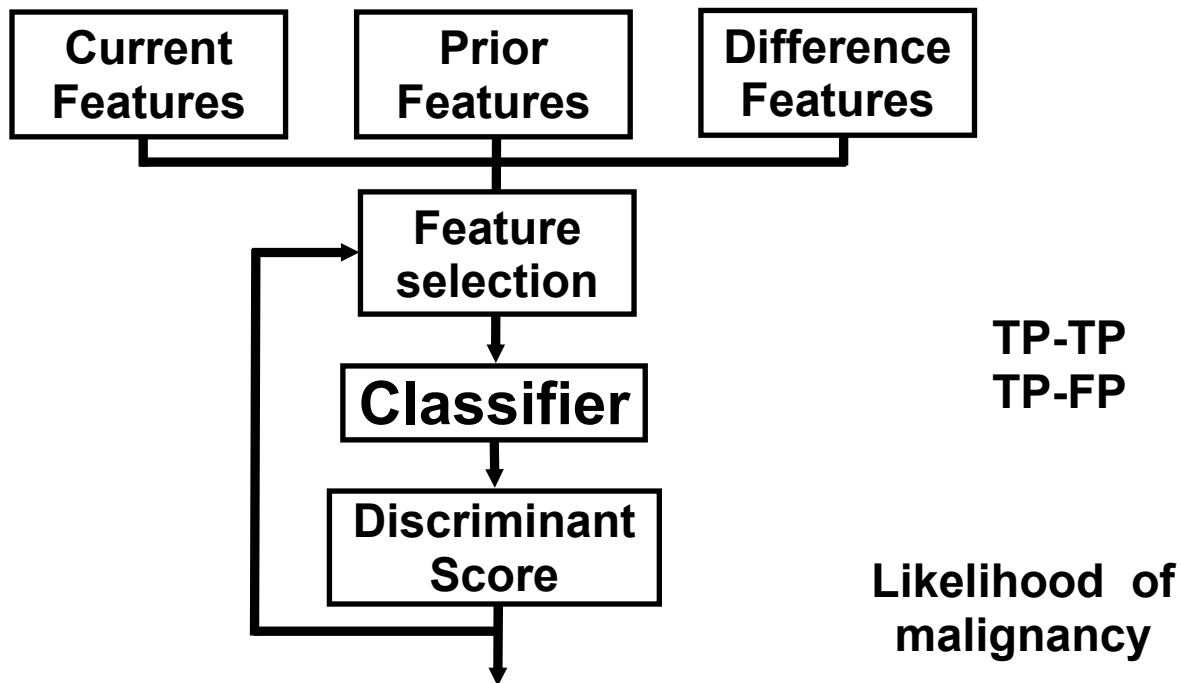 Current
Features
Prior
Features
Difference
Features
Feature
selection
Classifier
TP-TP
TP-FP
Discriminant
Score
Likelihood of
malignancy